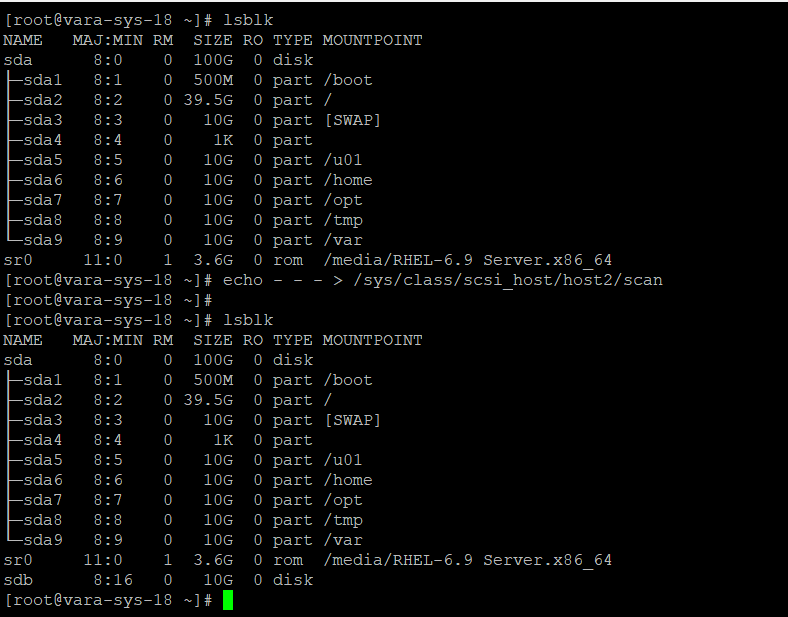 [root@vara-sys-18 ~]# lsblk
NAME   MAJ:MIN RM   SIZE RO TYPE MOUNTPOINT
sda      8:0    0   100G  0 disk
├─sda1   8:1    0   500M  0 part /boot
├─sda2   8:2    0  39.5G  0 part /
├─sda3   8:3    0    10G  0 part [SWAP]
├─sda4   8:4    0     1K  0 part
├─sda5   8:5    0    10G  0 part /u01
├─sda6   8:6    0    10G  0 part /home
├─sda7   8:7    0    10G  0 part /opt
├─sda8   8:8    0    10G  0 part /tmp
└─sda9   8:9    0    10G  0 part /var
sr0     11:0    1   3.6G  0 rom  /media/RHEL-6.9 Server.x86_64
[root@vara-sys-18 ~]# echo - - - > /sys/class/scsi_host/host2/scan
[root@vara-sys-18 ~]#
[root@vara-sys-18 ~]# lsblk
NAME   MAJ:MIN RM   SIZE RO TYPE MOUNTPOINT
sda      8:0    0   100G  0 disk
├─sda1   8:1    0   500M  0 part /boot
├─sda2   8:2    0  39.5G  0 part /
├─sda3   8:3    0    10G  0 part [SWAP]
├─sda4   8:4    0     1K  0 part
├─sda5   8:5    0    10G  0 part /u01
├─sda6   8:6    0    10G  0 part /home
├─sda7   8:7    0    10G  0 part /opt
├─sda8   8:8    0    10G  0 part /tmp
└─sda9   8:9    0    10G  0 part /var
sr0     11:0    1   3.6G  0 rom  /media/RHEL-6.9 Server.x86_64
sdb      8:16   0    10G  0 disk
[root@vara-sys-18 ~]#